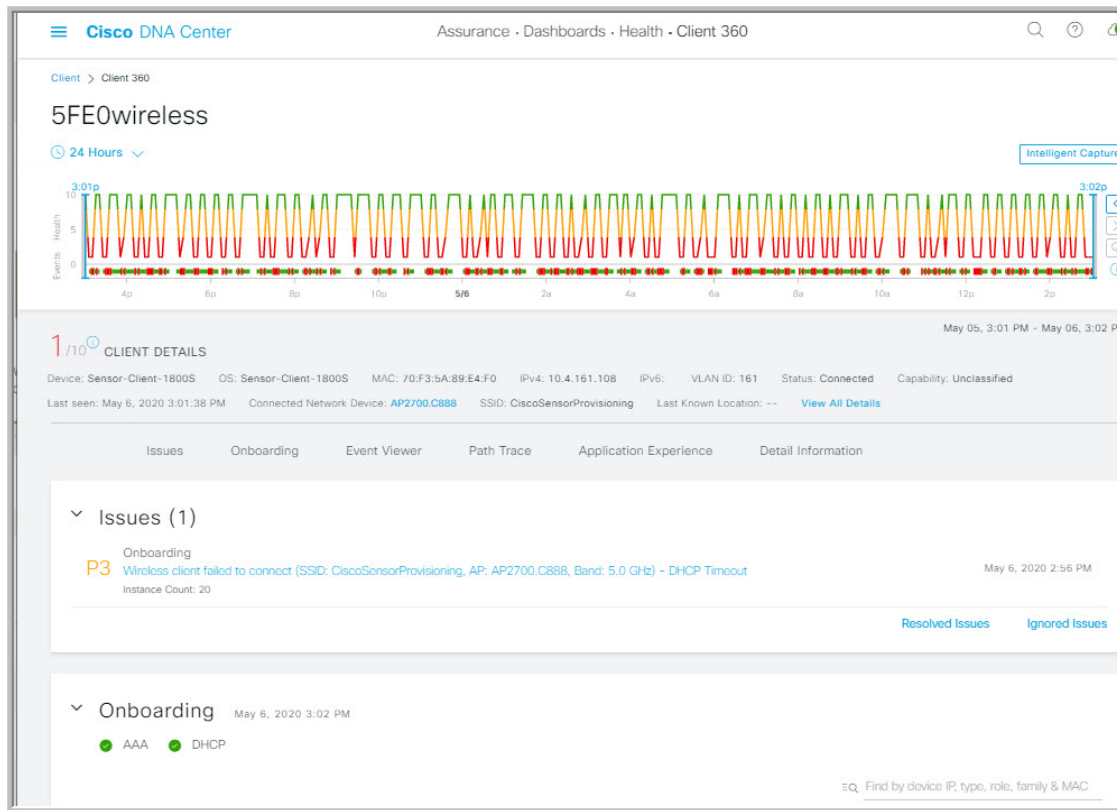 Cisco DNA Center
Assurance · Dashboards · Health · Client 360
Client > Client 360
5FE0wireless
24 Hours
Intelligent Capture
3:01p
3:02p
10
5
0
Health
Events
4p 6p 8p 10p 5/6 2a 4a 6a 8a 10a 12p 2p
May 05, 3:01 PM - May 06, 3:02 P
1/10 CLIENT DETAILS
Device: Sensor-Client-1800S OS: Sensor-Client-1800S MAC: 70:F3:5A:89:E4:F0 IPv4: 10.4.161.108 IPv6: VLAN ID: 161 Status: Connected Capability: Unclassified
Last seen: May 6, 2020 3:01:38 PM Connected Network Device: AP2700.C888 SSID: CiscoSensorProvisioning Last Known Location: -- View All Details
Issues Onboarding Event Viewer Path Trace Application Experience Detail Information
Issues (1)
Onboarding
P3 Wireless client failed to connect (SSID: CiscoSensorProvisioning, AP: AP2700.C888, Band: 5.0 GHz) - DHCP Timeout May 6, 2020 2:56 PM
Instance Count: 20
Resolved Issues Ignored Issues
Onboarding May 6, 2020 3:02 PM
AAA DHCP
Find by device IP, type, role, family & MAC